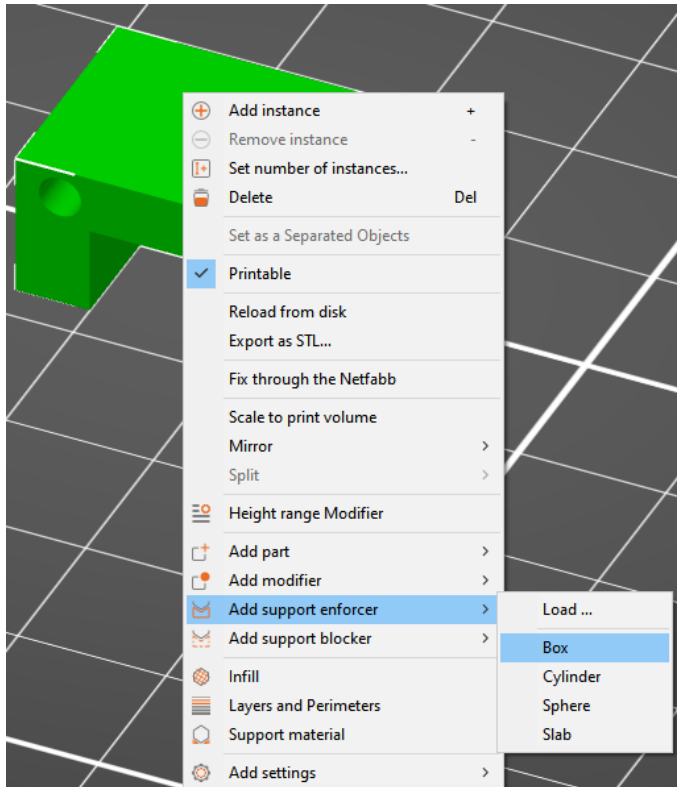 Add instance +
Remove instance -
Set number of instances...
Delete Del
Set as a Separated Objects
Printable
Reload from disk
Export as STL...
Fix through the Netfabb
Scale to print volume
Mirror
Split
Height range Modifier
Add part
Add modifier
Add support enforcer
Load ...
Add support blocker
Box
Infill
Cylinder
Layers and Perimeters
Sphere
Support material
Slab
Add settings